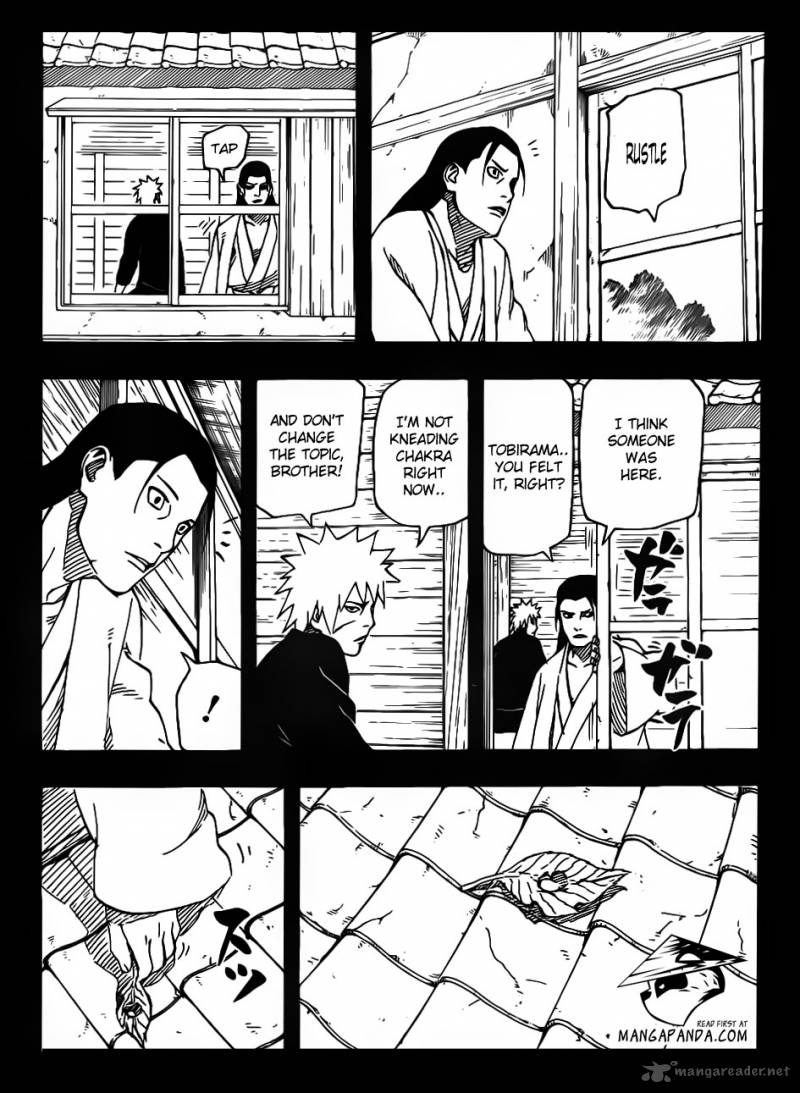 RUSTLE
TAP
I THINK
SOMEONE
WAS
HERE.
TOBIRAMA..
YOU FELT
IT, RIGHT?
ガラ
ガラ
I'M NOT
KNEADING
CHAKRA
RIGHT
NOW..
AND DON'T
CHANGE
THE TOPIC,
BROTHER!
!
スッ
READ FIRST AT
MANGAPANDA.COM
mangareader.net